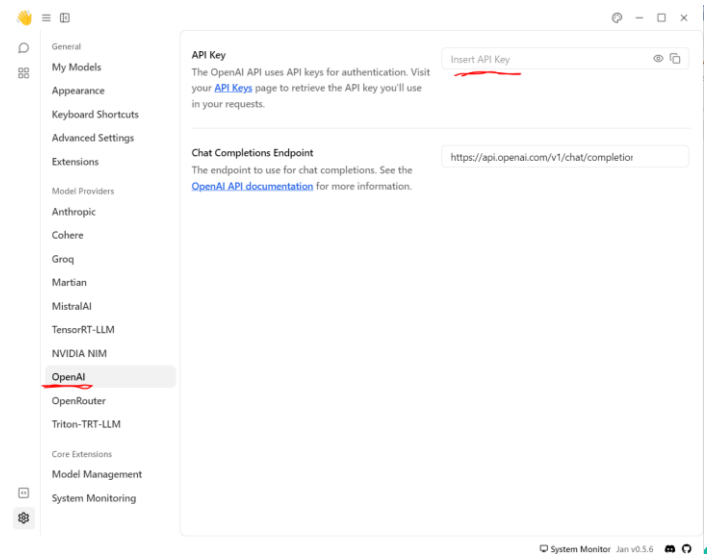 General
My Models
Appearance
Keyboard Shortcuts
Advanced Settings
Extensions
Model Providers
Anthropic
Cohere
Groq
Martian
MistralAI
TensorRT-LLM
NVIDIA NIM
OpenAI
OpenRouter
Triton-TRT-LLM
Core Extensions
Model Management
System Monitoring
API Key
The OpenAI API uses API keys for authentication. Visit
your API Keys page to retrieve the API key you'll use
in your requests.
Insert API Key
Chat Completions Endpoint
The endpoint to use for chat completions. See the
OpenAI API documentation for more information.
https://api.openai.com/v1/chat/completior
System Monitor Jan v0.5.6